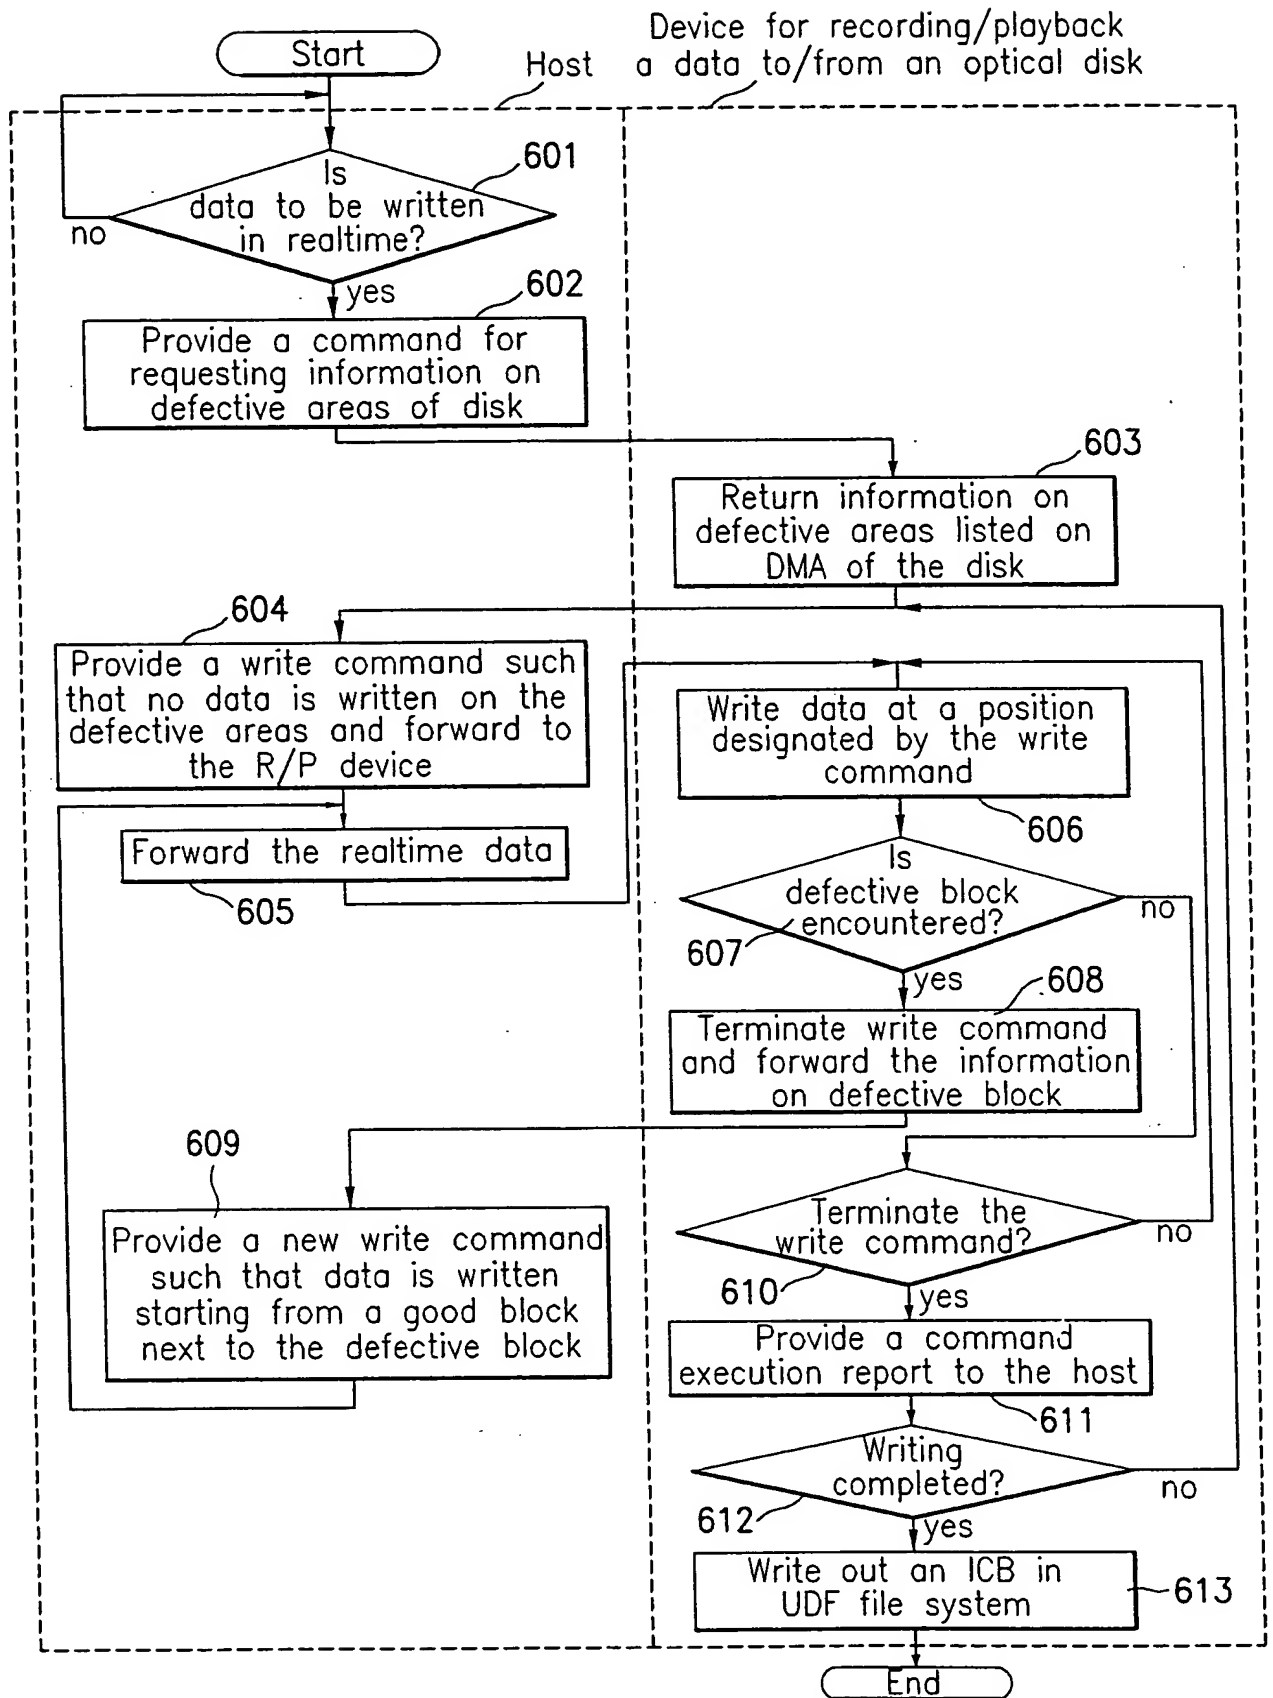 Start
Device for recording/playback
Host a data to/from an optical disk
601
Is
data to be written
in realtime?
no
yes
602
Provide a command for
requesting information on
defective areas of disk
603
Return information on
defective areas listed on
DMA of the disk
604
Provide a write command such
that no data is written on the
defective areas and forward to
the R/P device
Forward the realtime data
605
Write data at a position
designated by the write
command
606
Is
defective block
encountered?
no
607
yes
608
Terminate write command
and forward the information
on defective block
609
Provide a new write command
such that data is written
starting from a good block
next to the defective block
Terminate the
write command?
no
610
yes
Provide a command
execution report to the host
611
Writing
completed?
no
612
yes
Write out an ICB in
UDF file system
613
End